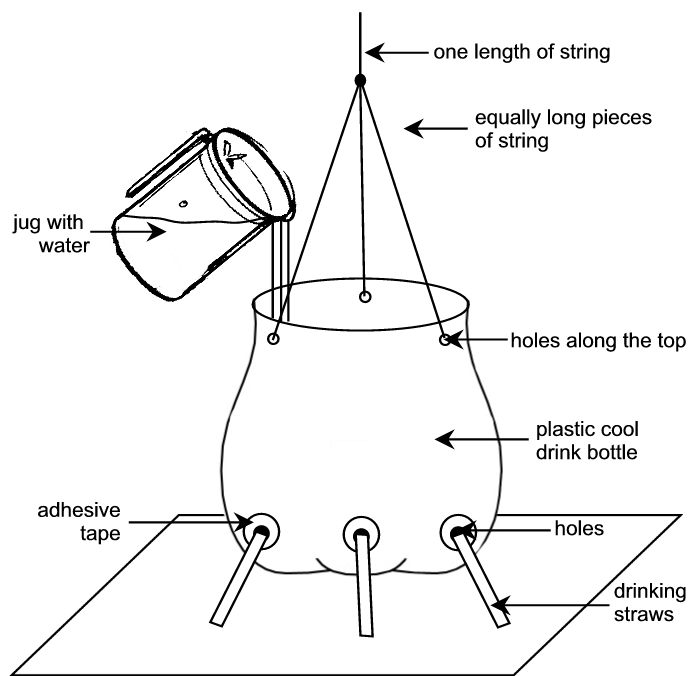 one length of string
equally long pieces
of string
jug with
water
holes along the top
plastic cool
drink bottle
adhesive
tape
holes
drinking
straws